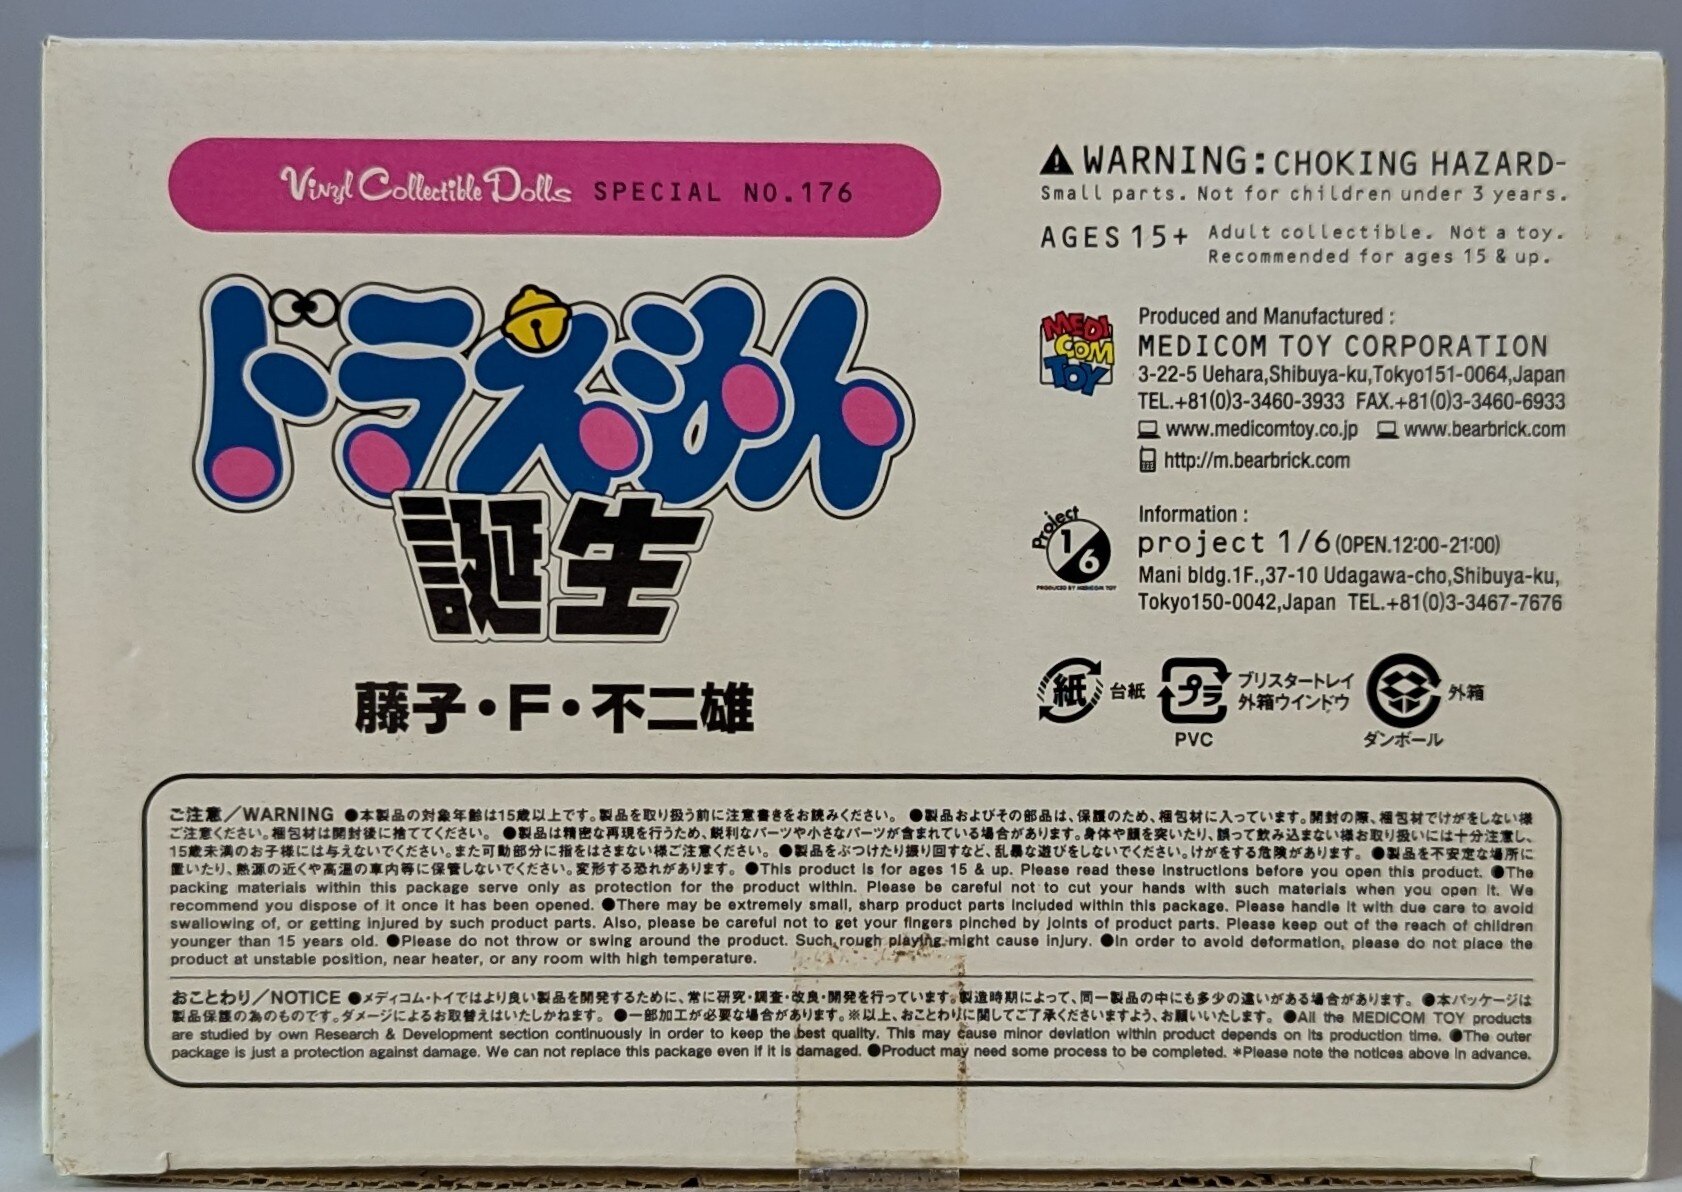 Vinyl Collectible Dolls SPECIAL NO.176
ドラえもん
誕生
藤子・F・不二雄
WARNING:CHOKING HAZARD-
Small parts. Not for children under 3 years.
AGES 15+ Adult collectible. Not a toy.
Recommended for ages 15 & up.
MEDI
COM
TOY
Produced and Manufactured :
MEDICOM TOY CORPORATION
3-22-5 Uehara,Shibuya-ku,Tokyo151-0064,Japan
TEL.+81(0)3-3460-3933 FAX.+81(0)3-3460-6933
www.medicomtoy.co.jp www.bearbrick.com
http://m.bearbrick.com
Project
1/6
PRODUCED BY MEDICOM TOY
Information :
project 1/6(OPEN.12:00-21:00)
Mani bldg.1F.,37-10 Udagawa-cho,Shibuya-ku,
Tokyo150-0042,Japan TEL.+81(0)3-3467-7676
紙 台紙 プラ ブリスタートレイ
外箱ウインドウ 外箱
PVC ダンボール
ご注意／WARNING ●本製品の対象年齢は15歳以上です。製品を取り扱う前に注意書きをお読みください。 ●製品およびその部品は、保護のため、梱包材に入っています。開封の際、梱包材でけがをしない様
ご注意ください。梱包材は開封後に捨ててください。 ●製品は精密な再現を行うため、鋭利なパーツや小さなパーツが含まれている場合があります。身体や顔を突いたり、誤って飲み込まない様お取り扱いには十分注意し、
15歳未満のお子様には与えないでください。また可動部分に指をはさまない様ご注意ください。 ●製品をぶつけたり振り回すなど、乱暴な遊びをしないでください。けがをする危険があります。 ●製品を不安定な場所に
置いたり、熱源の近くや高温の車内等に保管しないでください。変形する恐れがあります。 ●This product is for ages 15 & up. Please read these instructions before you open this product. ●The
packing materials within this package serve only as protection for the product within. Please be careful not to cut your hands with such materials when you open it. We
recommend you dispose of it once it has been opened. ●There may be extremely small, sharp product parts included within this package. Please handle it with due care to avoid
swallowing of, or getting injured by such product parts. Also, please be careful not to get your fingers pinched by joints of product parts. Please keep out of the reach of children
younger than 15 years old. ●Please do not throw or swing around the product. Such rough playing might cause injury. ●In order to avoid deformation, please do not place the
product at unstable position, near heater, or any room with high temperature.
おことわり／NOTICE ●メディコム・トイではより良い製品を開発するために、常に研究・調査・改良・開発を行っています。製造時期によって、同一製品の中にも多少の違いがある場合があります。 ●本パッケージは
製品保護の為のものです。ダメージによるお取替えはいたしかねます。 ●一部加工が必要な場合があります。※以上、おことわりに関してご了承くださいますよう、お願いいたします。 ●All the MEDICOM TOY products
are studied by own Research & Development section continuously in order to keep the best quality. This may cause minor deviation within product depends on its production time. ●The outer
package is just a protection against damage. We can not replace this package even if it is damaged. ●Product may need some process to be completed. *Please note the notices above in advance.